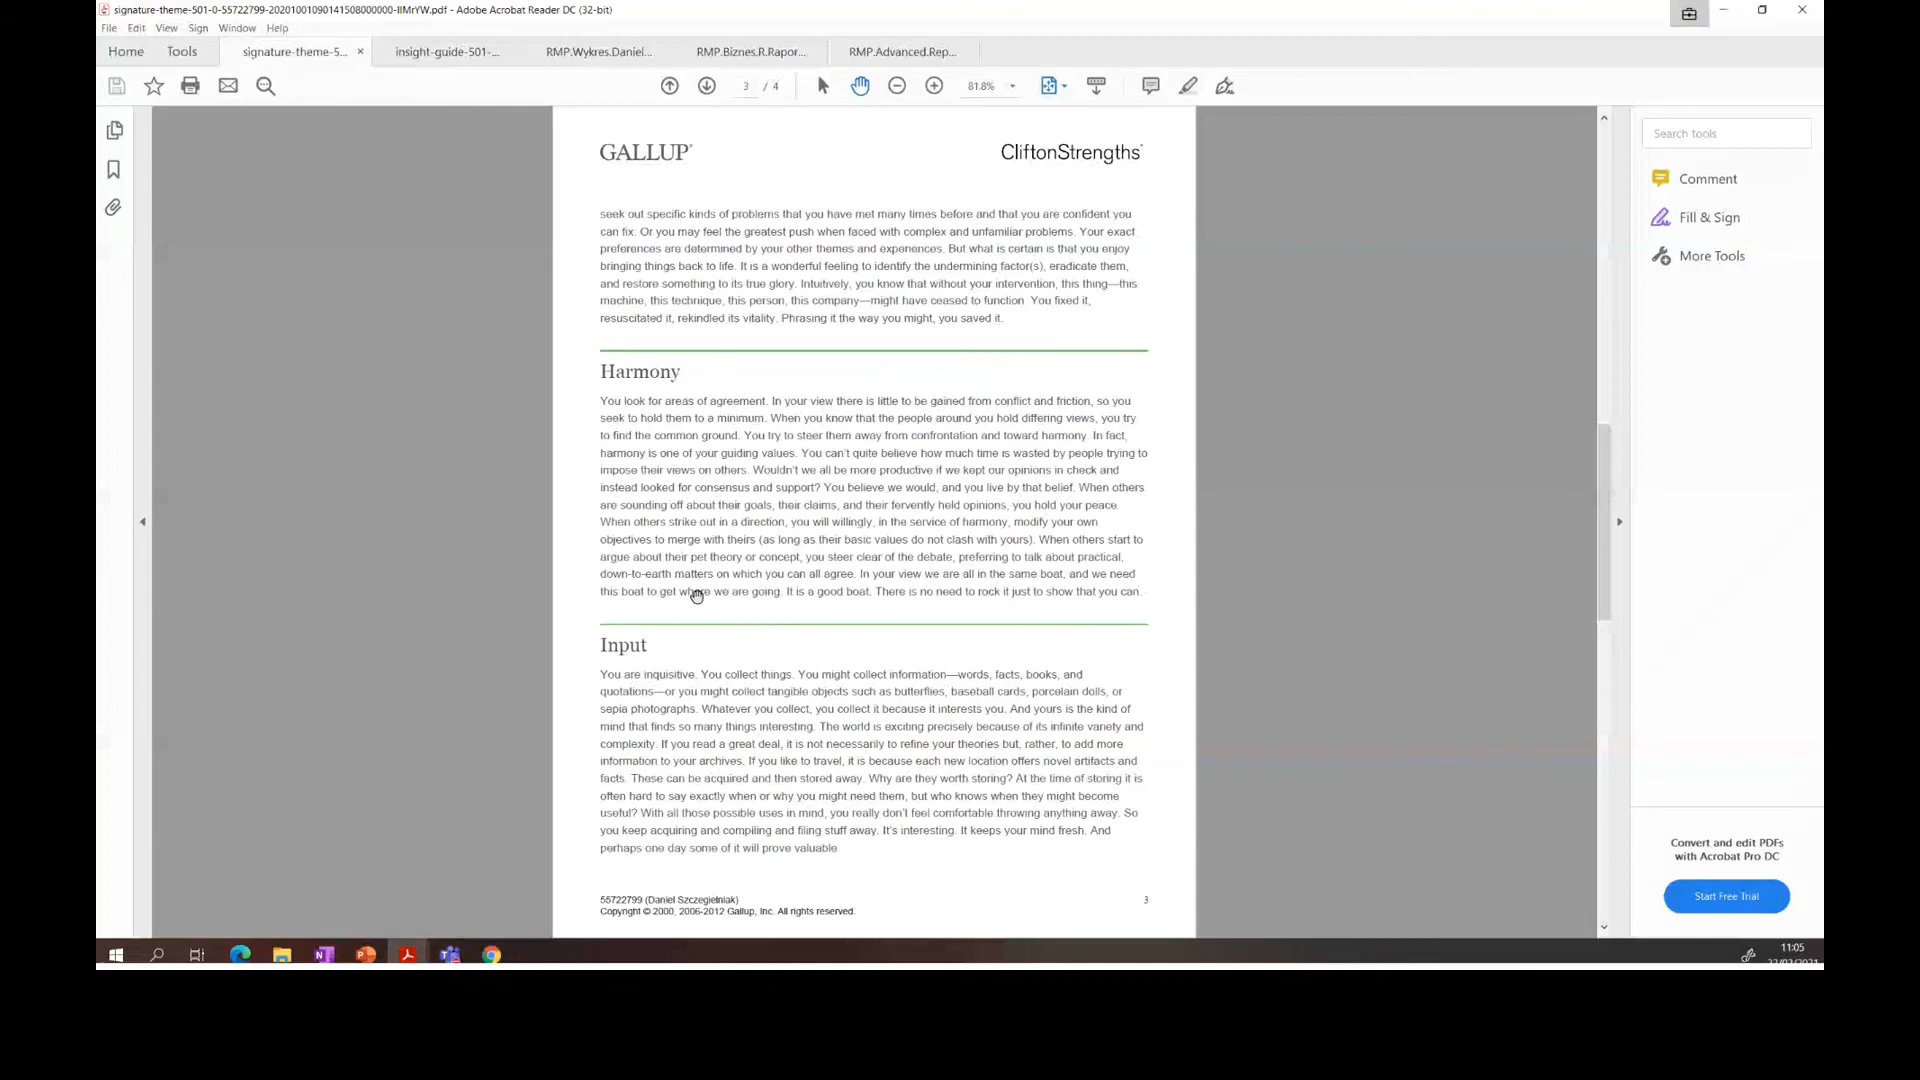 signature-theme-501-0-55722799-20201001090141508000000-IIMrYW.pdf - Adobe Acrobat Reader DC (32-bit)
File Edit View Sign Window Help
Home Tools signature-theme-5... × insight-guide-501-... RMP.Wykres.Daniel... RMP.Biznes.R.Rapor... RMP.Advanced.Rep...
3 / 4 81.8%
GALLUP® CliftonStrengths®
seek out specific kinds of problems that you have met many times before and that you are confident you
can fix. Or you may feel the greatest push when faced with complex and unfamiliar problems. Your exact
preferences are determined by your other themes and experiences. But what is certain is that you enjoy
bringing things back to life. It is a wonderful feeling to identify the undermining factor(s), eradicate them,
and restore something to its true glory. Intuitively, you know that without your intervention, this thing—this
machine, this technique, this person, this company—might have ceased to function. You fixed it,
resuscitated it, rekindled its vitality. Phrasing it the way you might, you saved it.
Harmony
You look for areas of agreement. In your view there is little to be gained from conflict and friction, so you
seek to hold them to a minimum. When you know that the people around you hold differing views, you try
to find the common ground. You try to steer them away from confrontation and toward harmony. In fact,
harmony is one of your guiding values. You can't quite believe how much time is wasted by people trying to
impose their views on others. Wouldn't we all be more productive if we kept our opinions in check and
instead looked for consensus and support? You believe we would, and you live by that belief. When others
are sounding off about their goals, their claims, and their fervently held opinions, you hold your peace.
When others strike out in a direction, you will willingly, in the service of harmony, modify your own
objectives to merge with theirs (as long as their basic values do not clash with yours). When others start to
argue about their pet theory or concept, you steer clear of the debate, preferring to talk about practical,
down-to-earth matters on which you can all agree. In your view we are all in the same boat, and we need
this boat to get where we are going. It is a good boat. There is no need to rock it just to show that you can.
Input
You are inquisitive. You collect things. You might collect information—words, facts, books, and
quotations—or you might collect tangible objects such as butterflies, baseball cards, porcelain dolls, or
sepia photographs. Whatever you collect, you collect it because it interests you. And yours is the kind of
mind that finds so many things interesting. The world is exciting precisely because of its infinite variety and
complexity. If you read a great deal, it is not necessarily to refine your theories but, rather, to add more
information to your archives. If you like to travel, it is because each new location offers novel artifacts and
facts. These can be acquired and then stored away. Why are they worth storing? At the time of storing it is
often hard to say exactly when or why you might need them, but who knows when they might become
useful? With all those possible uses in mind, you really don't feel comfortable throwing anything away. So
you keep acquiring and compiling and filing stuff away. It's interesting. It keeps your mind fresh. And
perhaps one day some of it will prove valuable.
55722799 (Daniel Szczegielniak) 3
Copyright © 2000, 2006-2012 Gallup, Inc. All rights reserved.
Search tools
Comment
Fill & Sign
More Tools
Convert and edit PDFs
with Acrobat Pro DC
Start Free Trial
11:05